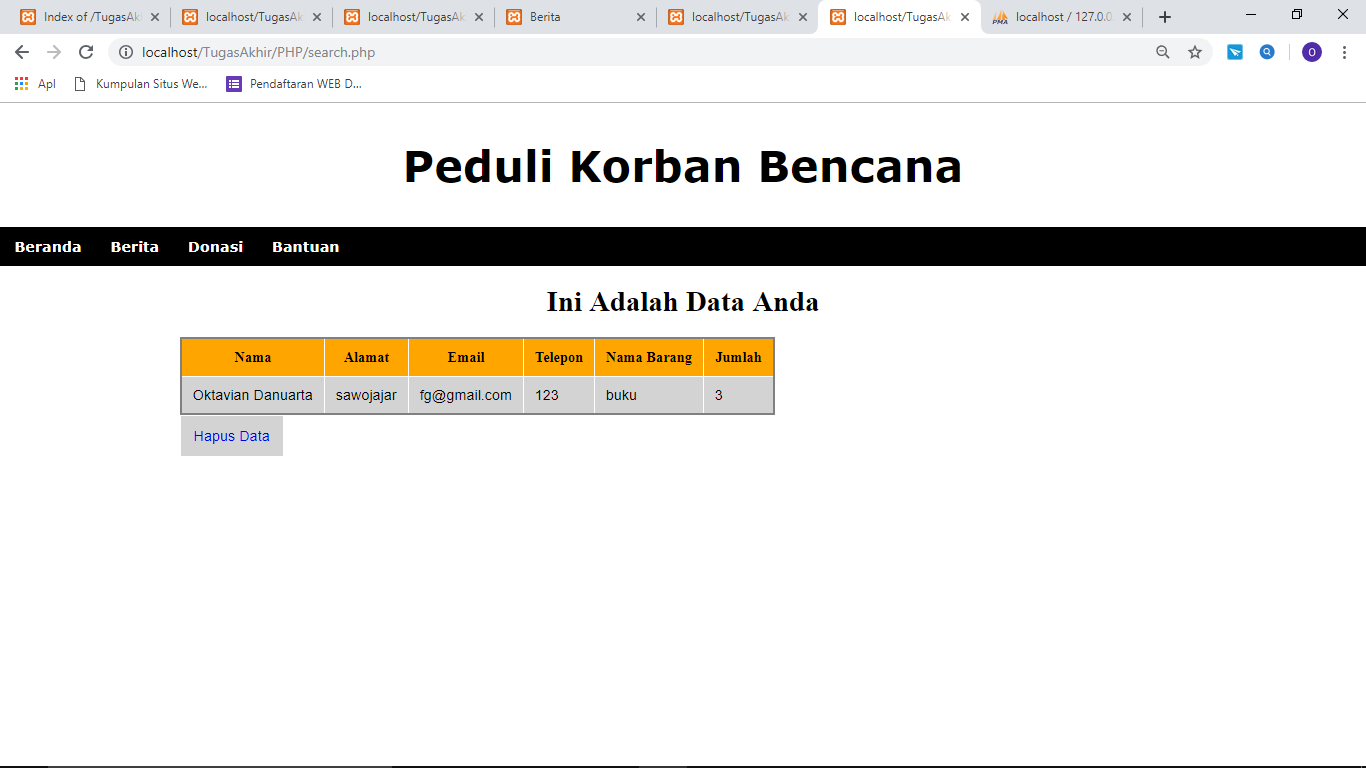 Index of /TugasAk
localhost/TugasAk
localhost/TugasAk
Berita
localhost/TugasAk
localhost/TugasAk
localhost / 127.0.0
localhost/TugasAkhir/PHP/search.php
O
Apl
Kumpulan Situs We...
Pendaftaran WEB D...
Peduli Korban Bencana
Beranda Berita Donasi Bantuan
Ini Adalah Data Anda
Nama Alamat Email Telepon Nama Barang Jumlah
Oktavian Danuarta sawojajar fg@gmail.com 123 buku 3
Hapus Data